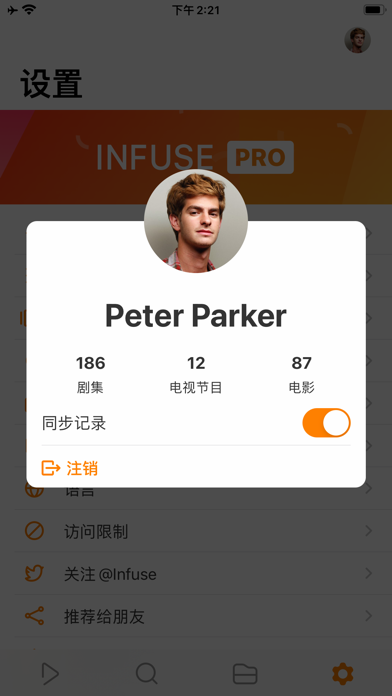 下午 2:21
设置
INFUSE PRO
Peter Parker
186 12 87
剧集 电视节目 电影
同步记录
注销
语言
访问限制
关注 @Infuse
推荐给朋友